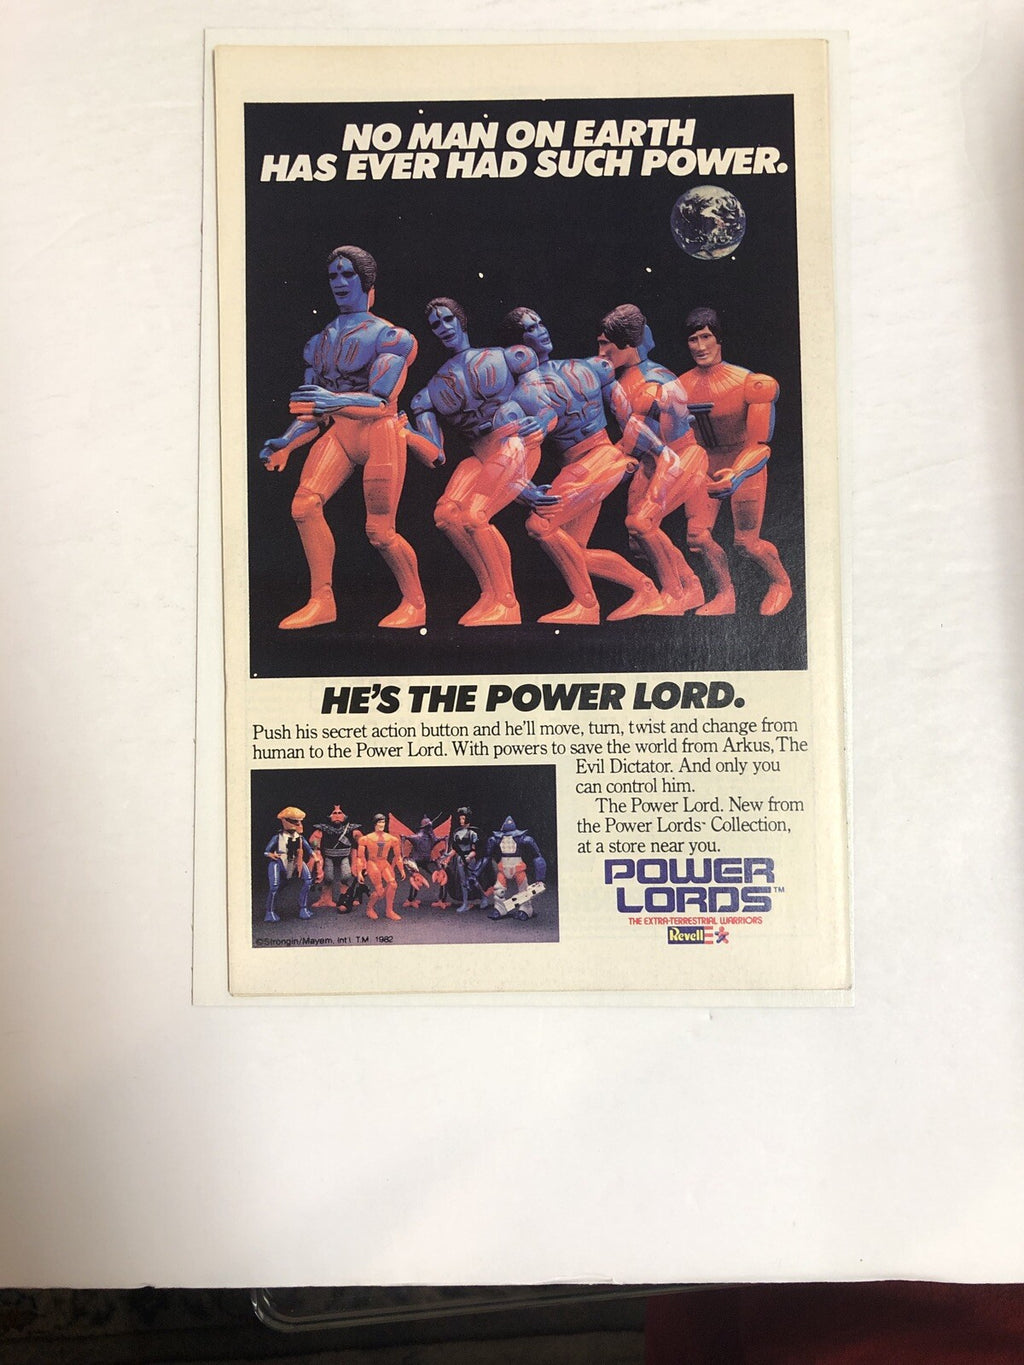 NO MAN ON EARTH
HAS EVER HAD SUCH POWER.
HE'S THE POWER LORD.
Push his secret action button and he'll move, turn, twist and change from
human to the Power Lord. With powers to save the world from Arkus, The
Evil Dictator. And only you
can control him.
The Power Lord. New from
the Power Lords™ Collection,
at a store near you.
POWER
LORDS™
THE EXTRA-TERRESTRIAL WARRIORS
Revell
©Strongin/Mayem, Int'l. T.M. 1982